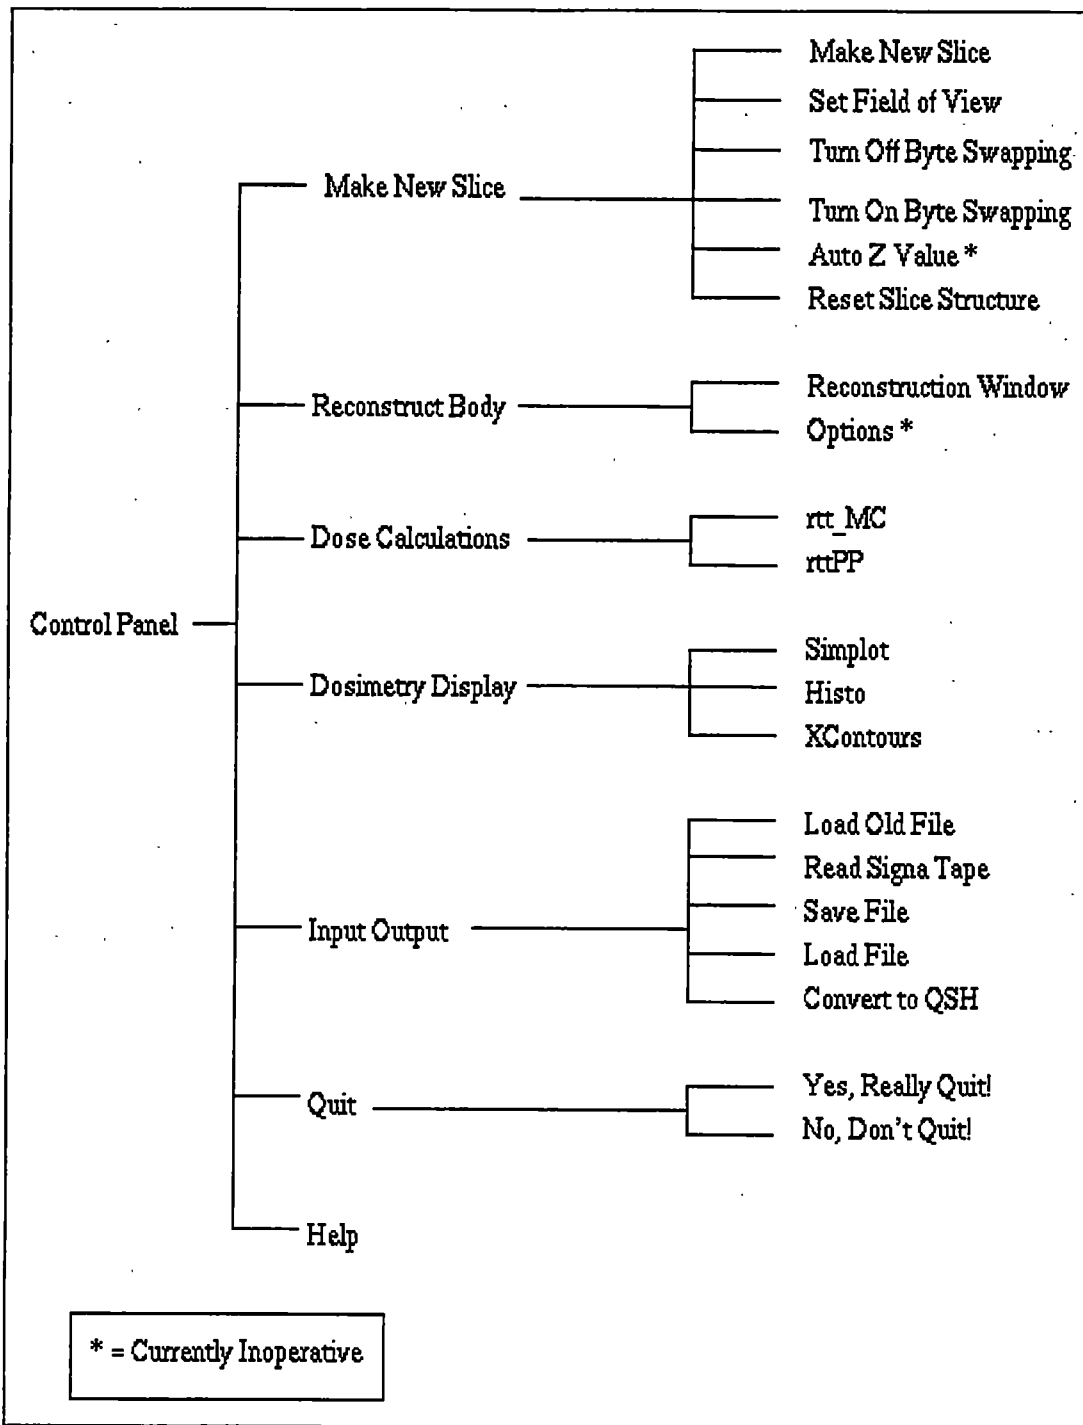 Make New Slice
Set Field of View
Turn Off Byte Swapping
Make New Slice
Turn On Byte Swapping
Auto Z Value *
Reset Slice Structure
Reconstruction Window
Reconstruct Body
Options *
rtt_MC
Dose Calculations
rttPP
Control Panel
Simplot
Dosimetry Display
Histo
XContours
Load Old File
Read Signa Tape
Save File
Input Output
Load File
Convert to QSH
Yes, Really Quit!
Quit
No, Don't Quit!
Help
* = Currently Inoperative